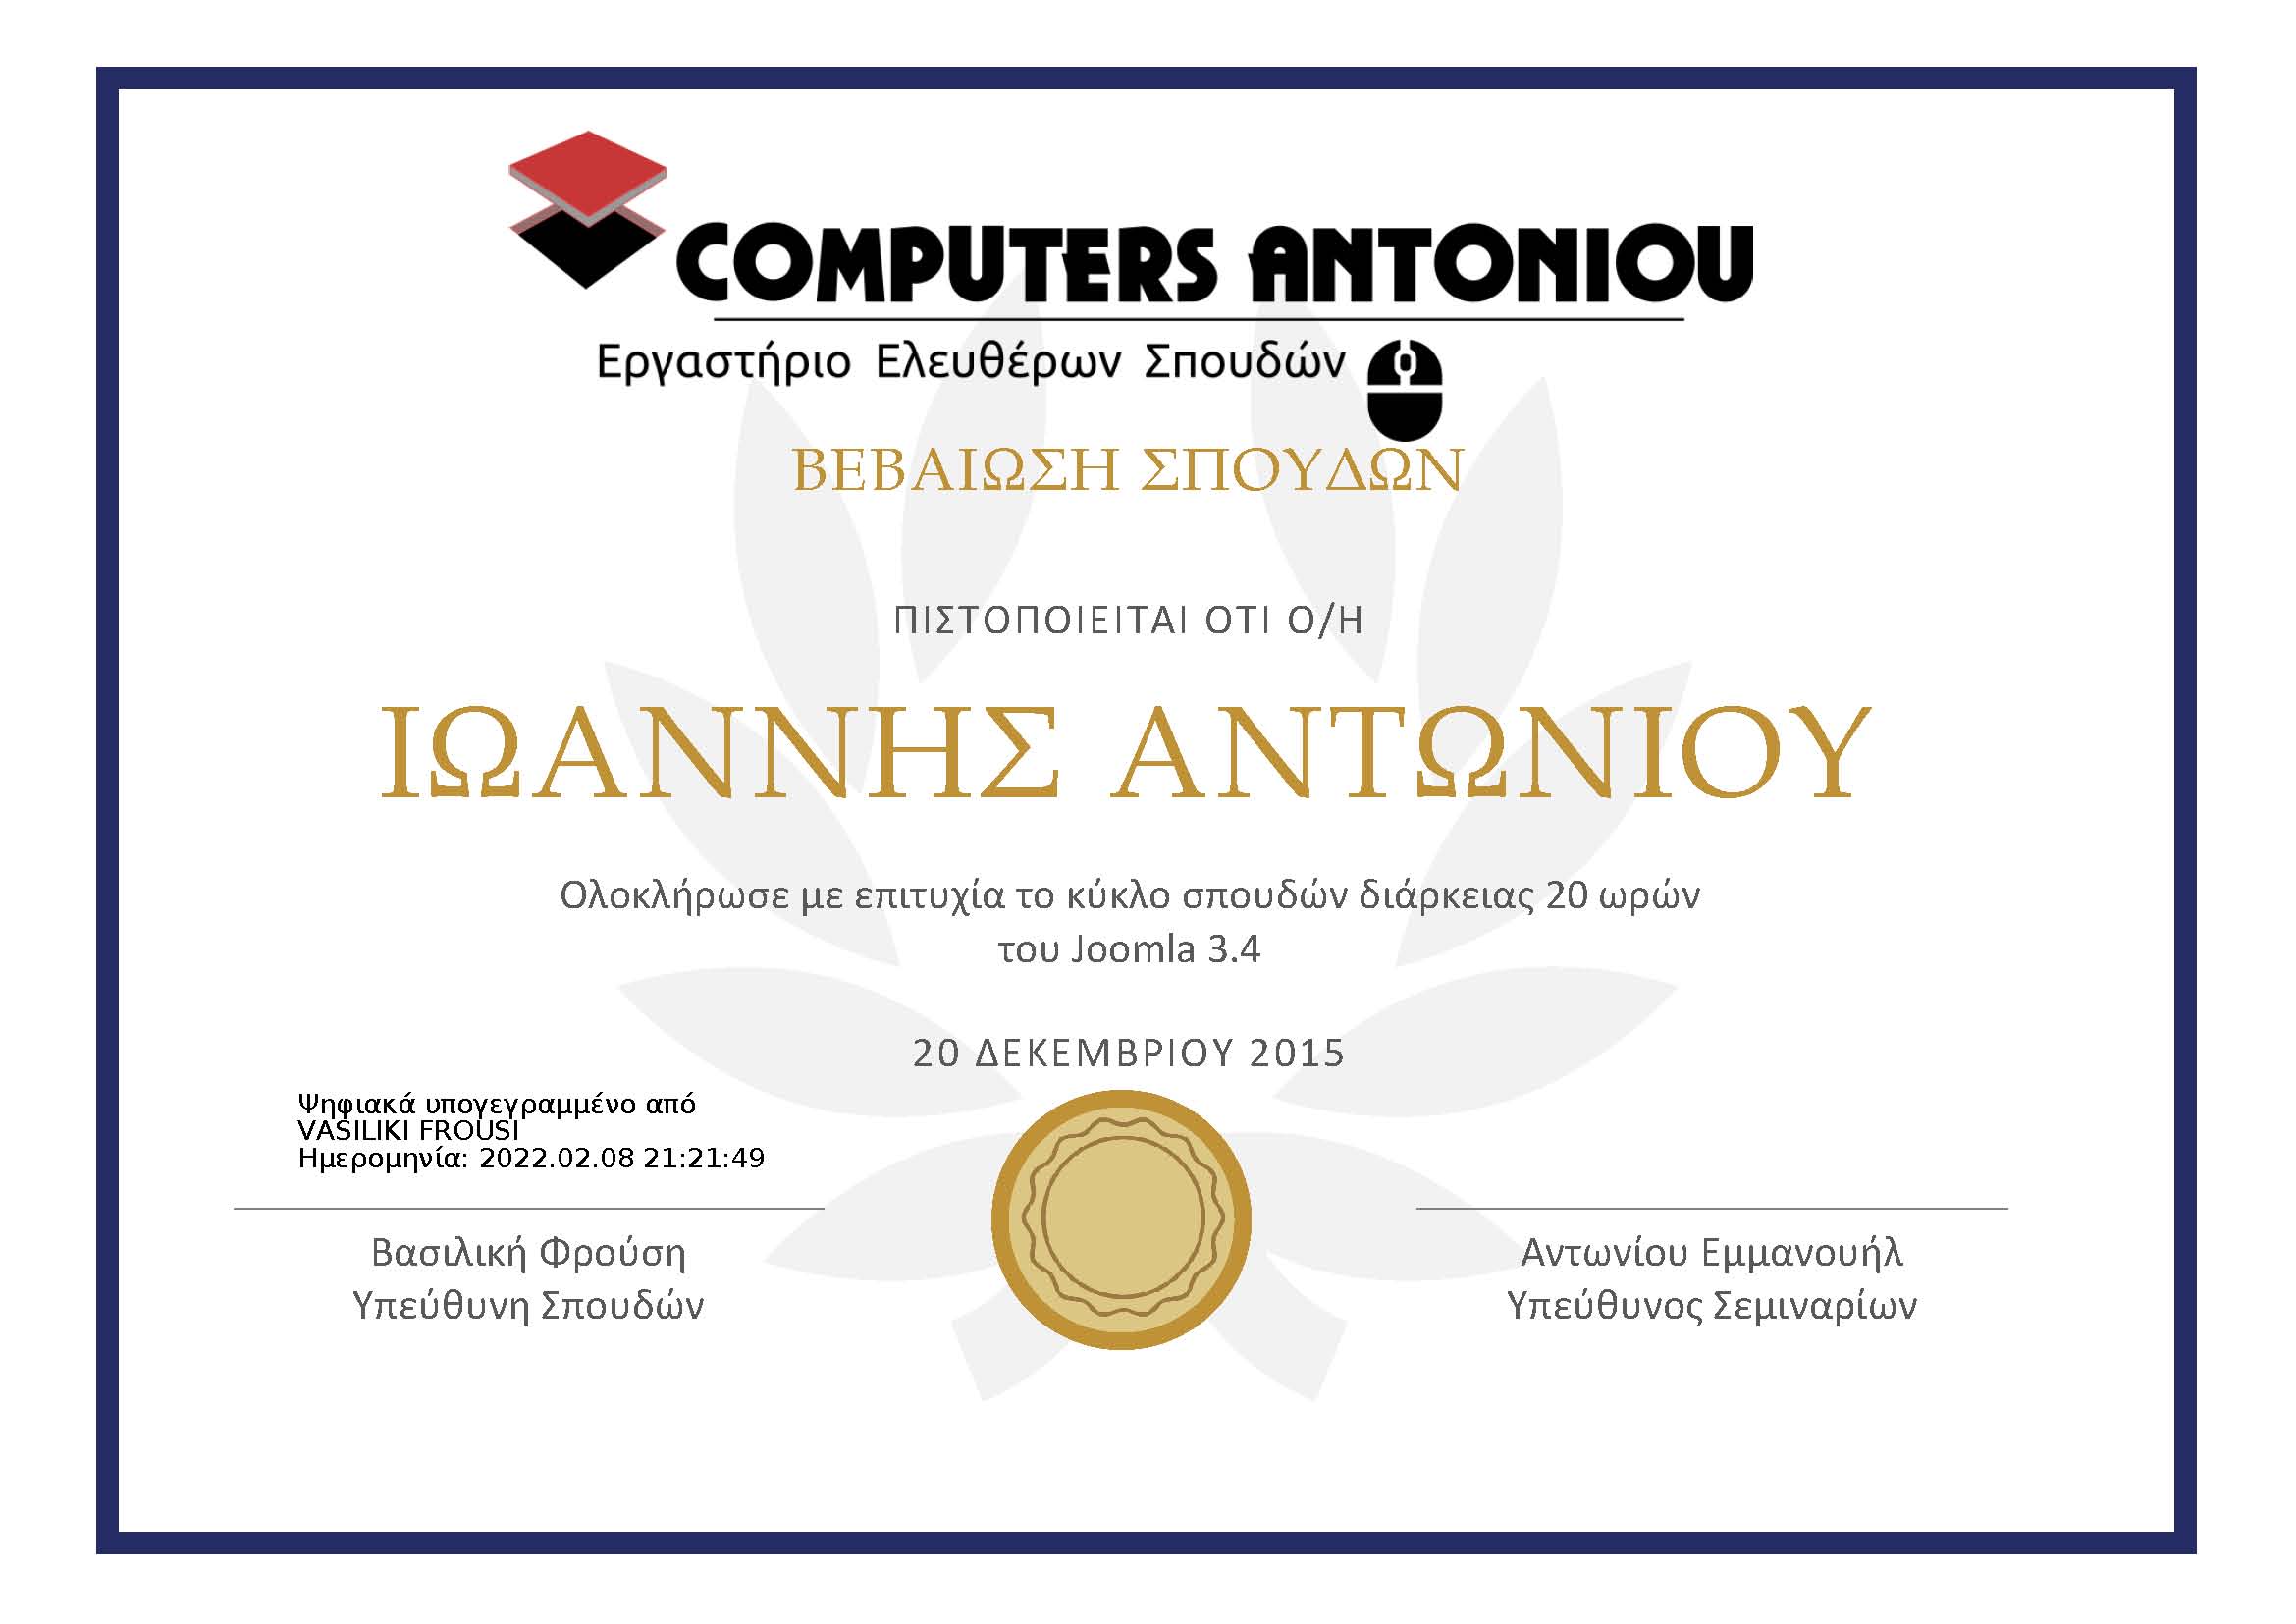 COMPUTERS ANTONIOU
Εργαστήριο Ελευθέρων Σπουδών
ΒΕΒΑΙΩΣΗ ΣΠΟΥΔΩΝ
ΠΙΣΤΟΠΟΙΕΙΤΑΙ ΟΤΙ Ο/Η
ΙΩΑΝΝΗΣ ΑΝΤΩΝΙΟΥ
Ολοκλήρωσε με επιτυχία το κύκλο σπουδών διάρκειας 20 ωρών
του Joomla 3.4
20 ΔΕΚΕΜΒΡΙΟΥ 2015
Ψηφιακά υπογεγραμμένο από
VASILIKI FROUSI
Ημερομηνία: 2022.02.08 21:21:49
Βασιλική Φρούση
Υπεύθυνη Σπουδών
Αντωνίου Εμμανουήλ
Υπεύθυνος Σεμιναρίων